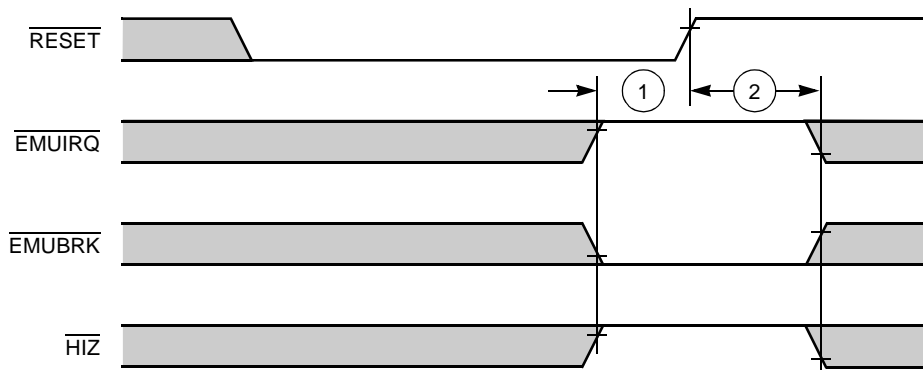 RESET
1
2
EMUIRQ
EMUBRK
HIZ